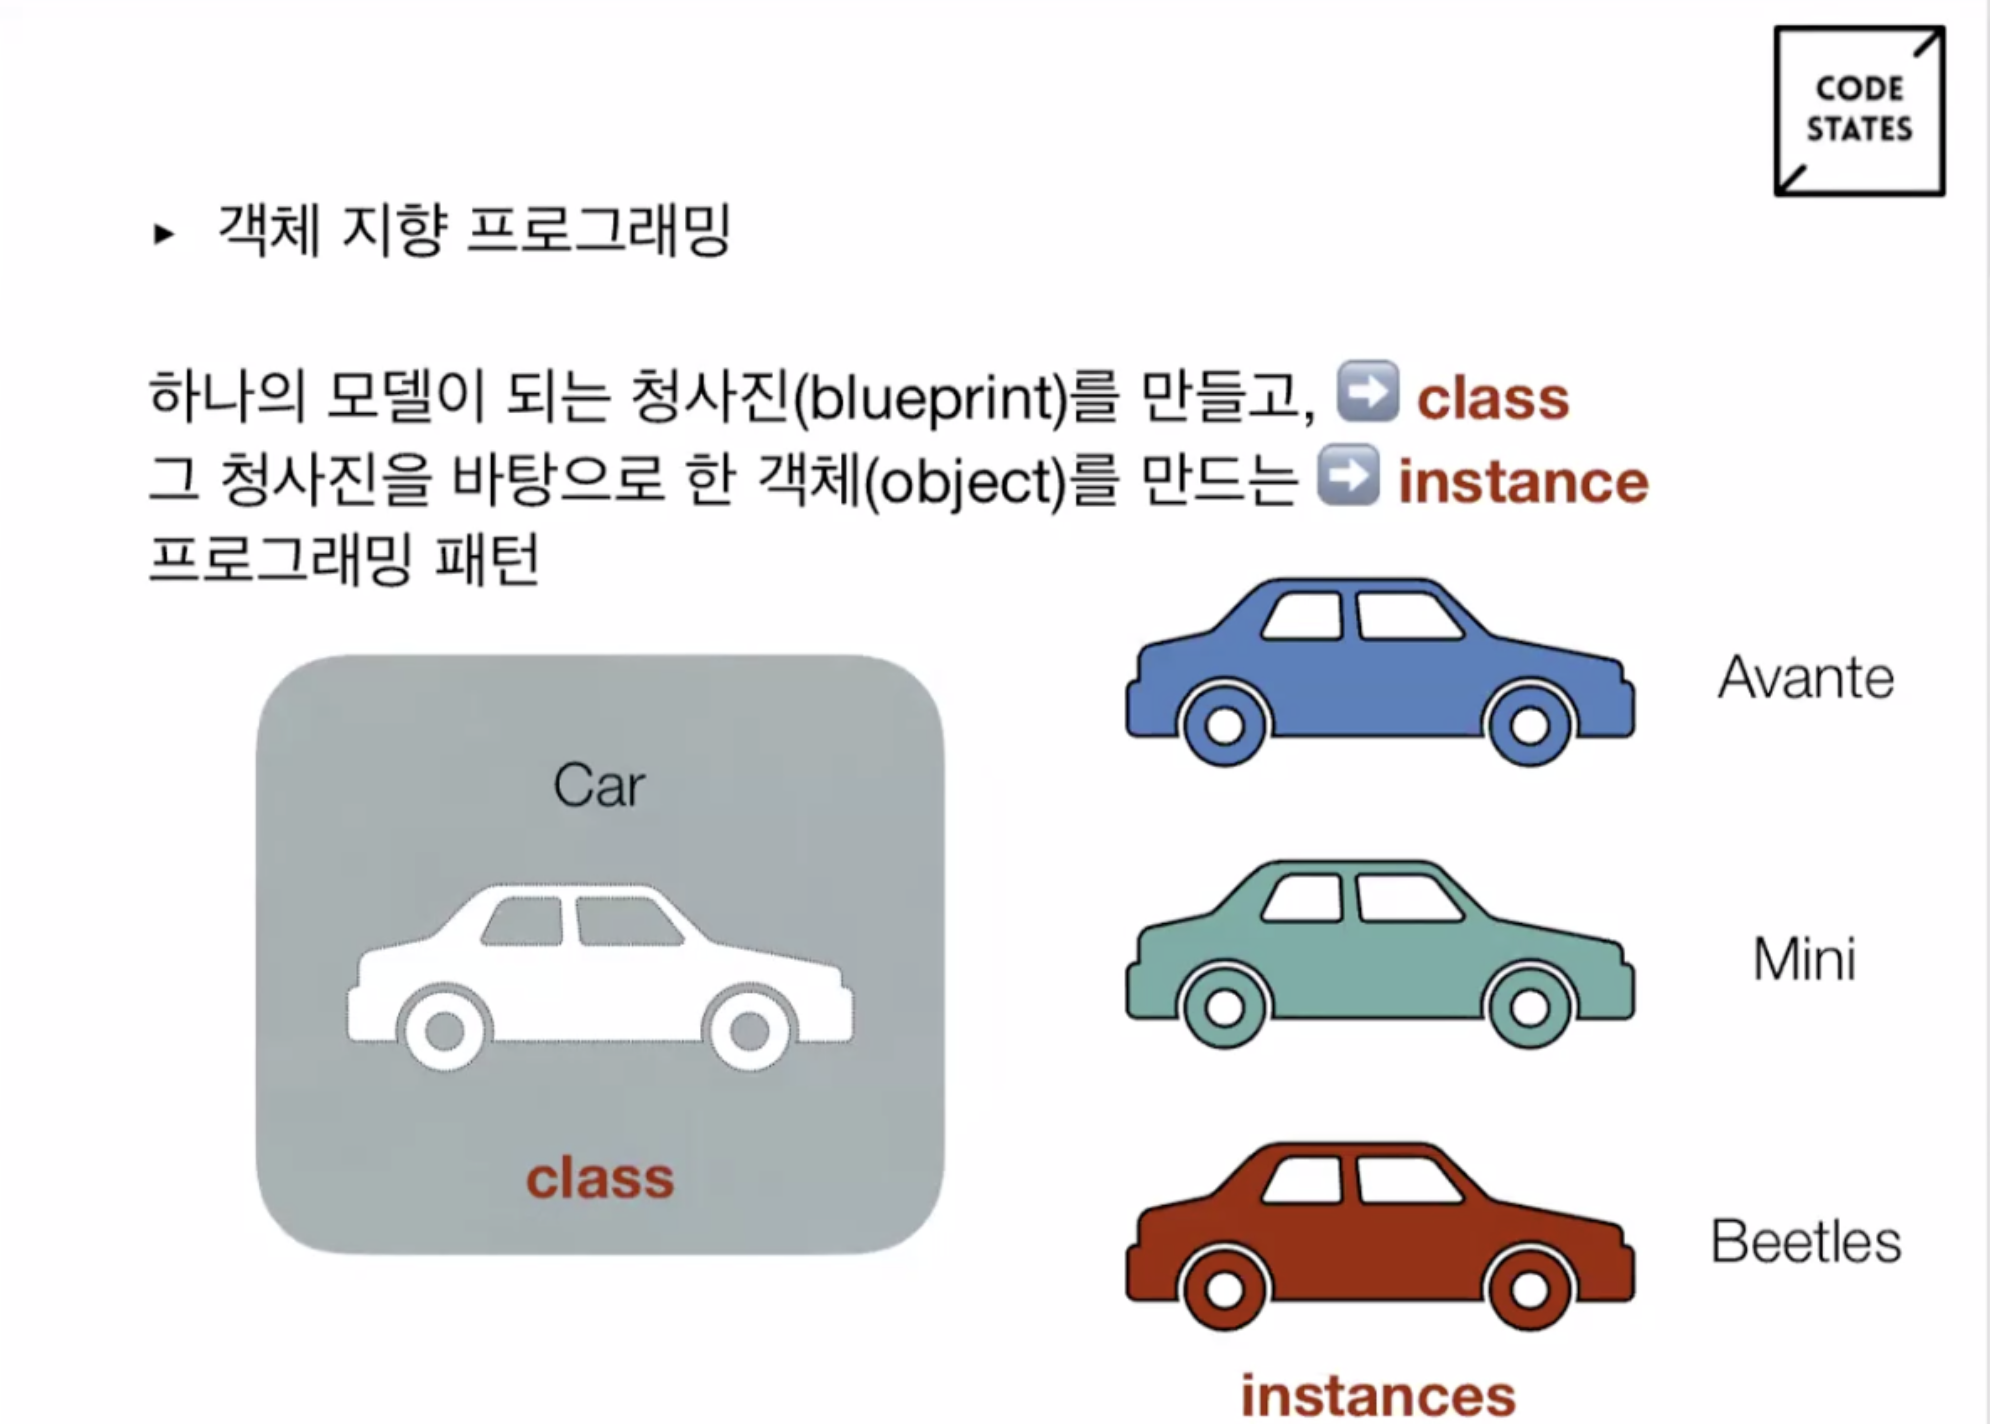 CODE
STATES
▸ 객체 지향 프로그래밍
하나의 모델이 되는 청사진(blueprint)를 만들고, ➡️ class
그 청사진을 바탕으로 한 객체(object)를 만드는 ➡️ instance
프로그래밍 패턴
Car
class
Avante
Mini
Beetles
instances